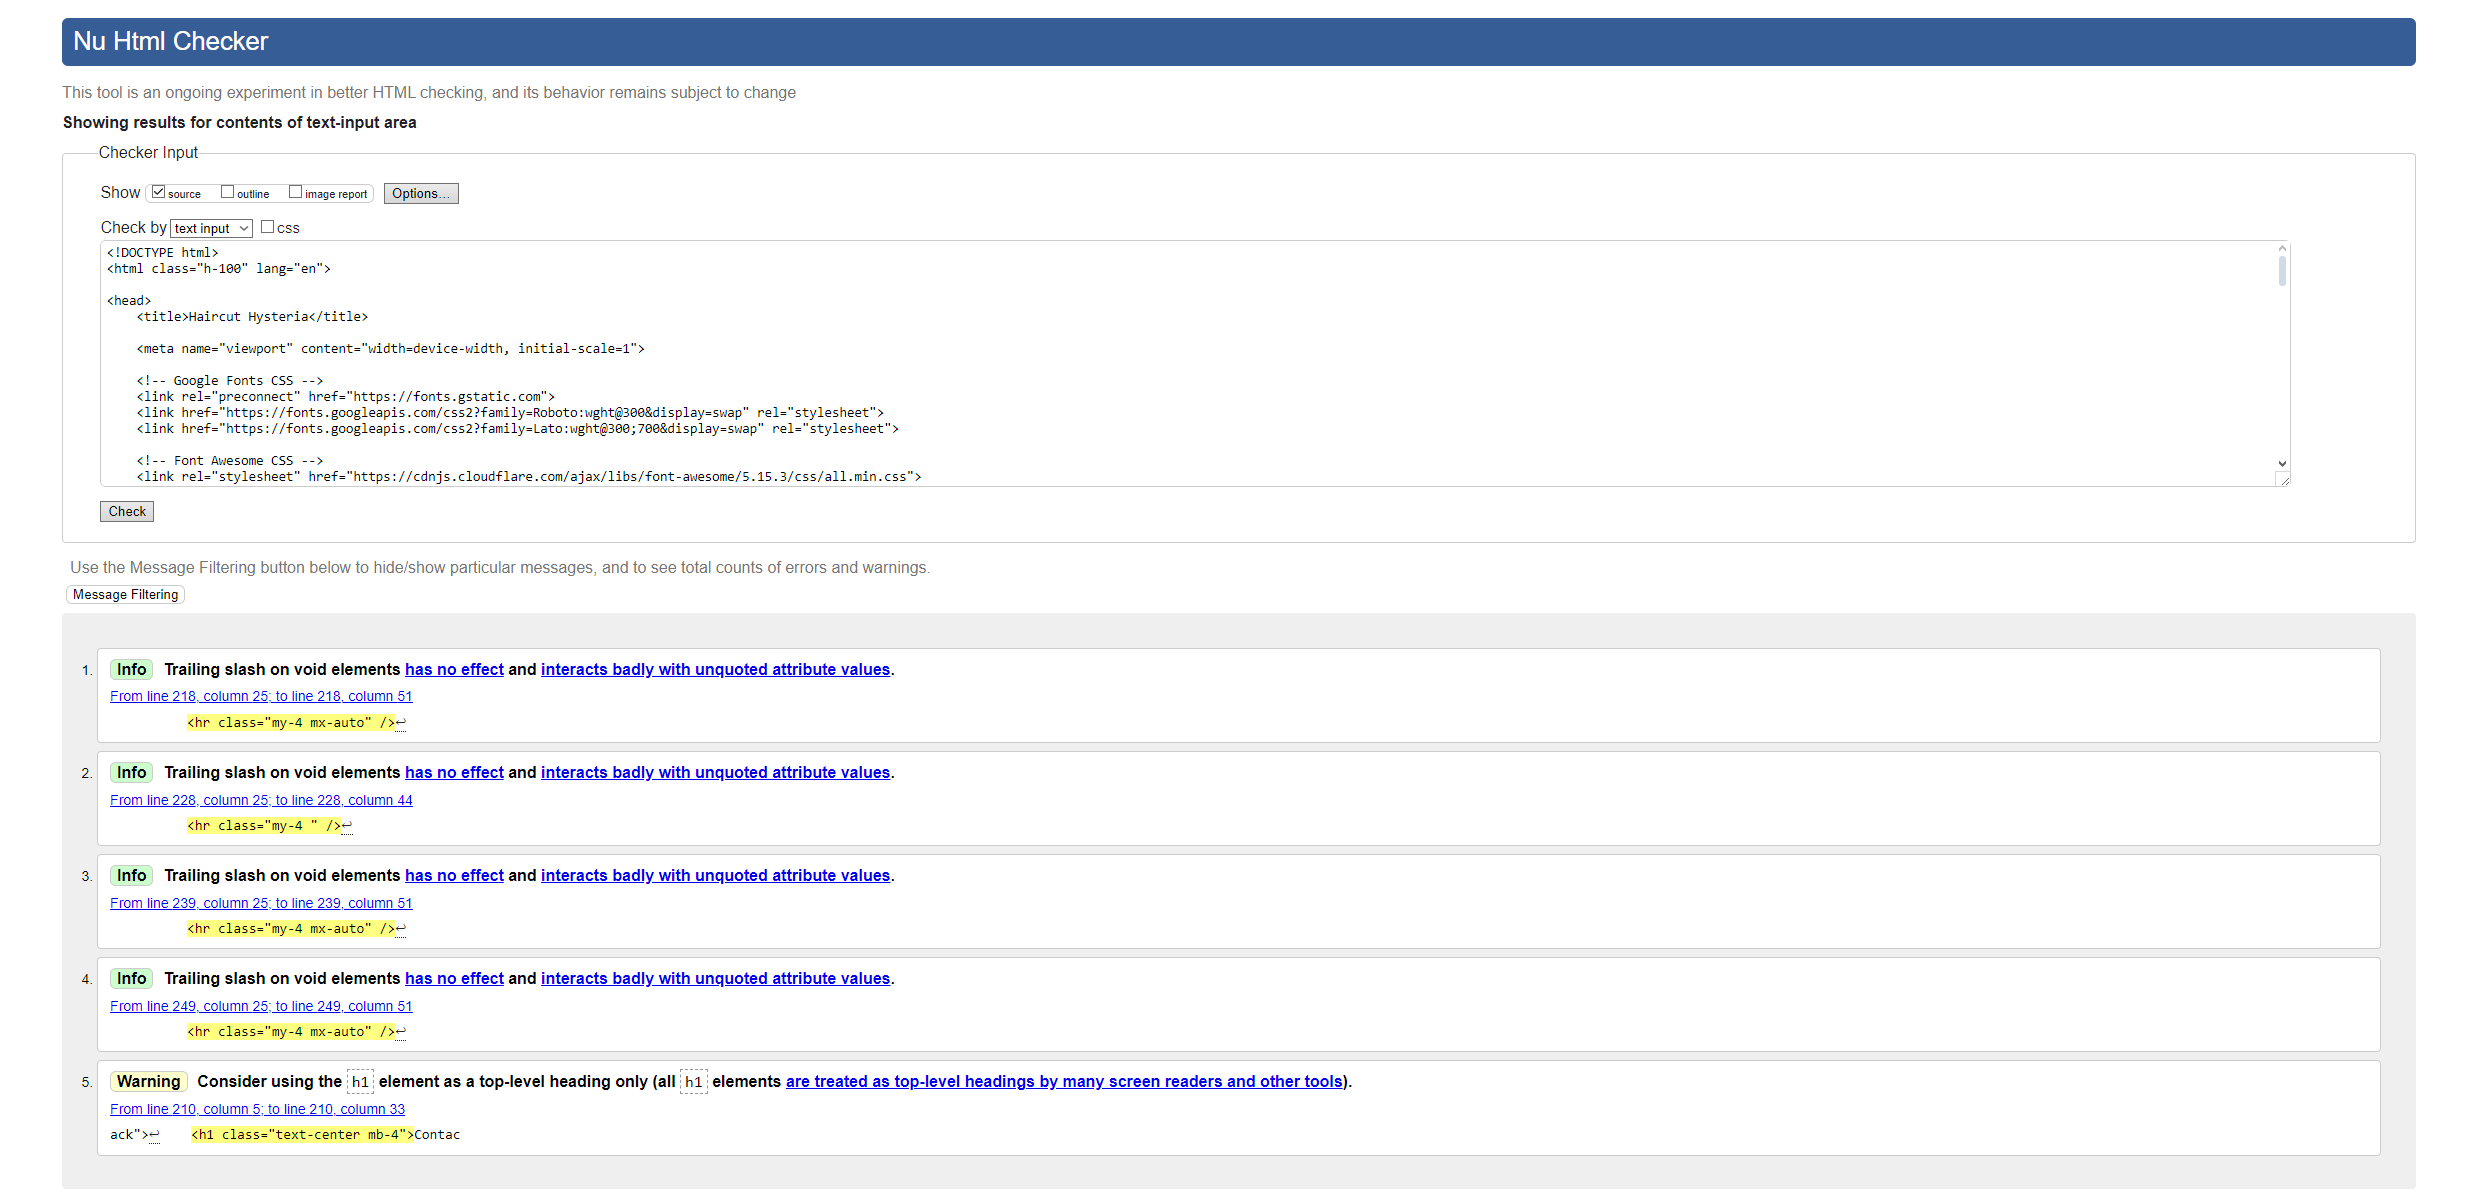 Nu Html Checker
This tool is an ongoing experiment in better HTML checking, and its behavior remains subject to change
Showing results for contents of text-input area
Checker Input
Show source outline image report Options...
Check by text input css
<!DOCTYPE html>
<html class="h-100" lang="en">
<head>
<title>Haircut Hysteria</title>
<meta name="viewport" content="width=device-width, initial-scale=1">
<!-- Google Fonts CSS -->
<link rel="preconnect" href="https://fonts.gstatic.com">
<link href="https://fonts.googleapis.com/css2?family=Roboto:wght@300&display=swap" rel="stylesheet">
<link href="https://fonts.googleapis.com/css2?family=Lato:wght@300;700&display=swap" rel="stylesheet">
<!-- Font Awesome CSS -->
<link rel="stylesheet" href="https://cdnjs.cloudflare.com/ajax/libs/font-awesome/5.15.3/css/all.min.css">
Check
Use the Message Filtering button below to hide/show particular messages, and to see total counts of errors and warnings.
Message Filtering
1. Info Trailing slash on void elements has no effect and interacts badly with unquoted attribute values.
From line 218, column 25; to line 218, column 51
<hr class="my-4 mx-auto" />↩
2. Info Trailing slash on void elements has no effect and interacts badly with unquoted attribute values.
From line 228, column 25; to line 228, column 44
<hr class="my-4 " />↩
3. Info Trailing slash on void elements has no effect and interacts badly with unquoted attribute values.
From line 239, column 25; to line 239, column 51
<hr class="my-4 mx-auto" />↩
4. Info Trailing slash on void elements has no effect and interacts badly with unquoted attribute values.
From line 249, column 25; to line 249, column 51
<hr class="my-4 mx-auto" />↩
5. Warning Consider using the h1 element as a top-level heading only (all h1 elements are treated as top-level headings by many screen readers and other tools).
From line 210, column 5; to line 210, column 33
ack">↩ <h1 class="text-center mb-4">Contac